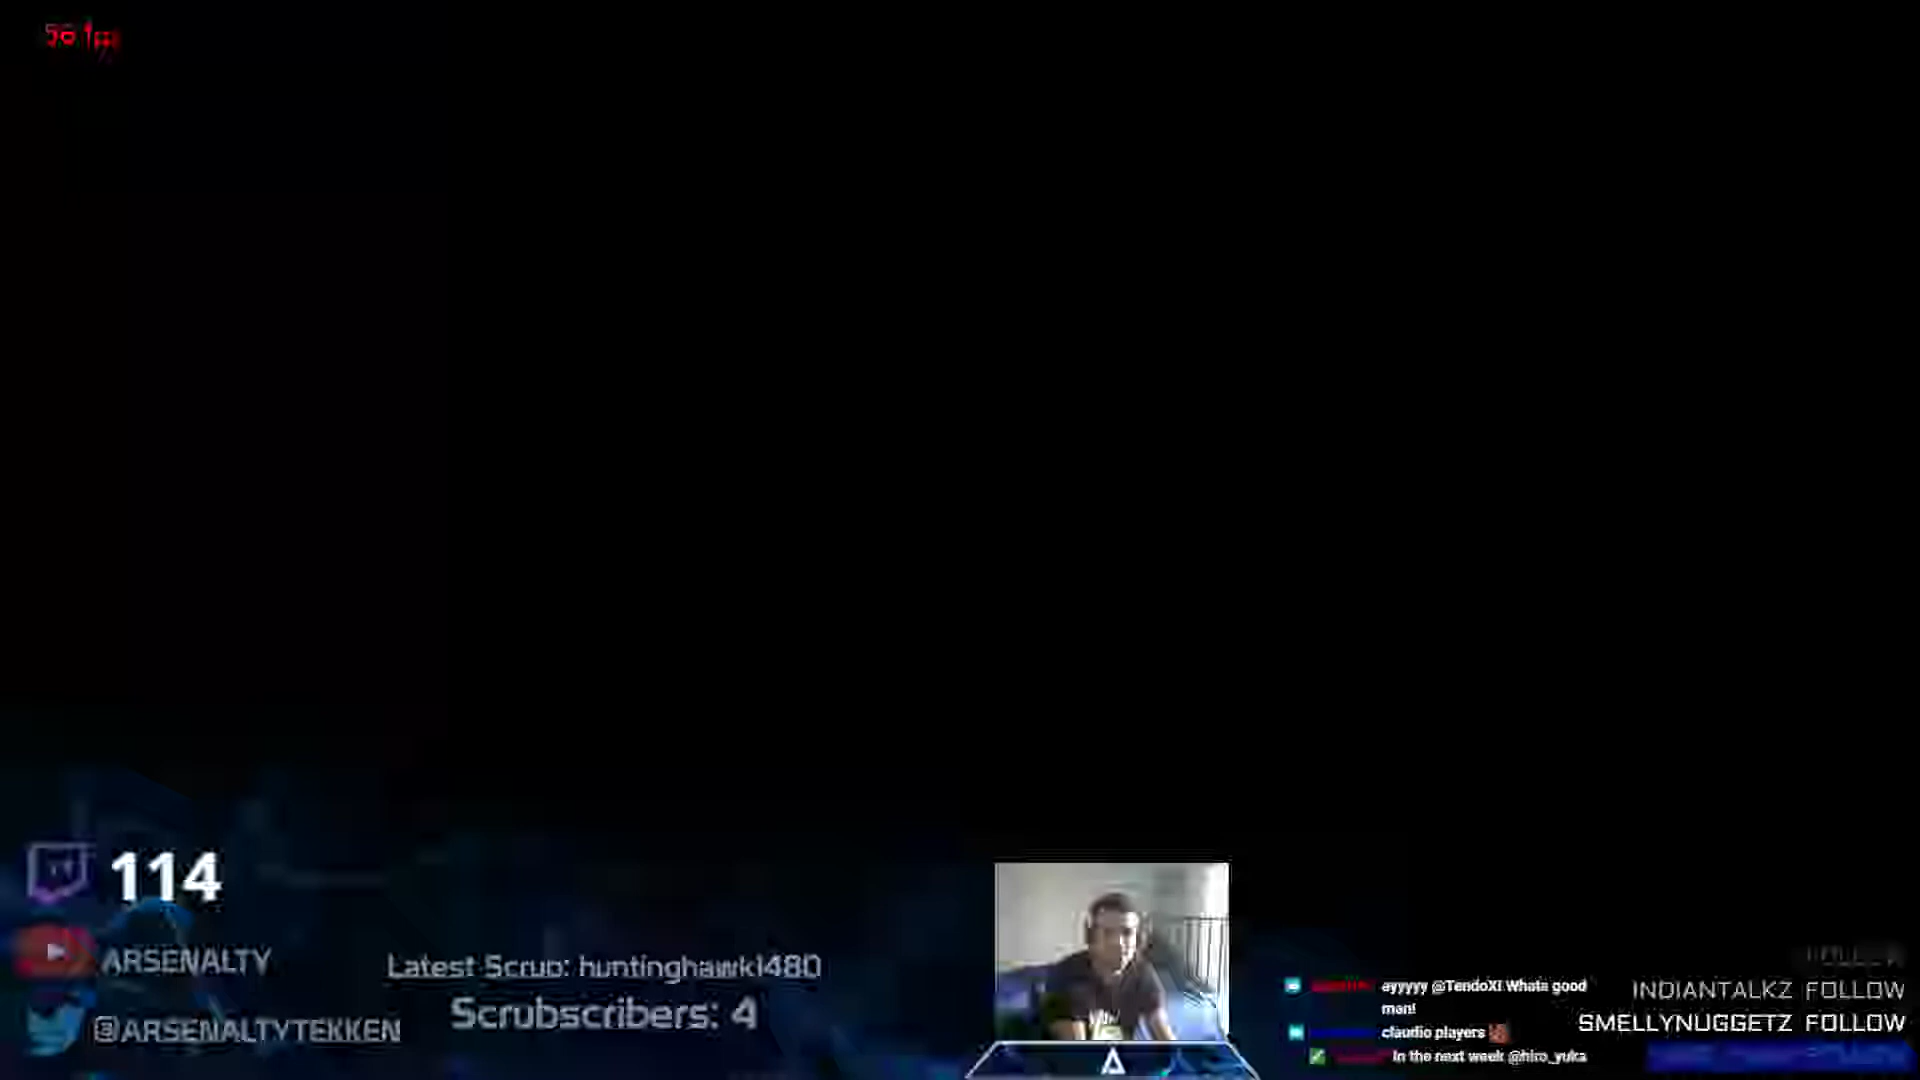 114
ARSENALTY
@ARSENALTYTEKKEN
Latest Scrub: huntinghawk1480
Scrubscribers: 4
ayyyyy @TendoXI Whats good
man!
claudio players
In the next week @hiro_yuka
FOLLOW
INDIANTALKZ FOLLOW
SMELLYNUGGETZ FOLLOW